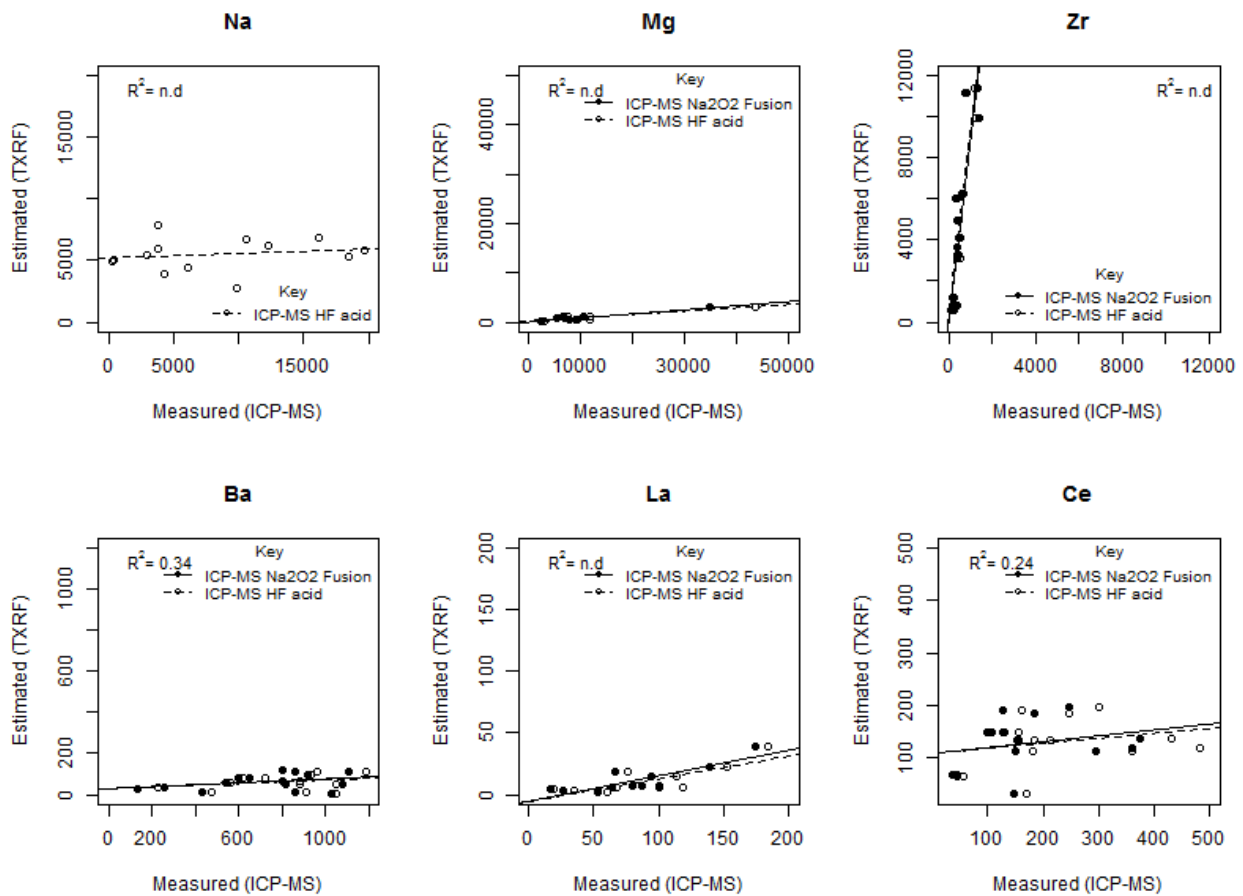 Na
R²= n.d
Estimated (TXRF)
15000
5000
0
Key
ICP-MS HF acid
0
5000
15000
Measured (ICP-MS)
Mg
R²= n.d
Key
ICP-MS Na2O2 Fusion
ICP-MS HF acid
Estimated (TXRF)
40000
20000
0
0
10000
30000
50000
Measured (ICP-MS)
Zr
R²= n.d
Estimated (TXRF)
12000
8000
4000
0
Key
ICP-MS Na2O2 Fusion
ICP-MS HF acid
0
4000
8000
12000
Measured (ICP-MS)
Ba
R²= 0.34
Key
ICP-MS Na2O2 Fusion
ICP-MS HF acid
Estimated (TXRF)
1000
600
200
0
0
200
600
1000
Measured (ICP-MS)
La
R²= n.d
Key
ICP-MS Na2O2 Fusion
ICP-MS HF acid
Estimated (TXRF)
200
150
100
50
0
0
50
100
150
200
Measured (ICP-MS)
Ce
R²= 0.24
Key
ICP-MS Na2O2 Fusion
ICP-MS HF acid
Estimated (TXRF)
500
400
300
200
100
100
200
300
400
500
Measured (ICP-MS)